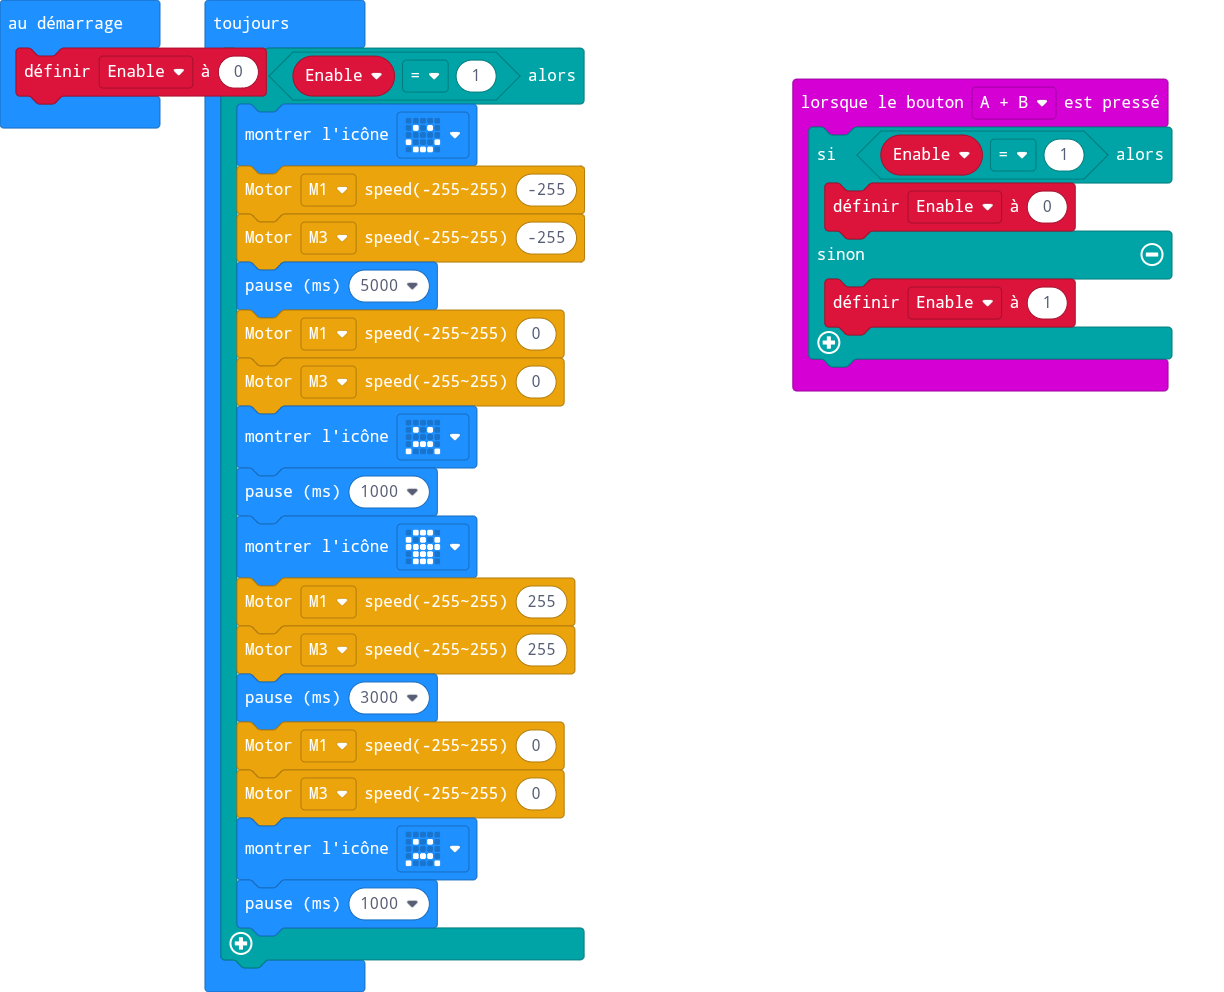 au démarrage
définir Enable à 0
toujours
Enable = 1 alors
montrer l'icône
Motor M1 speed(-255~255) -255
Motor M3 speed(-255~255) -255
pause (ms) 5000
Motor M1 speed(-255~255) 0
Motor M3 speed(-255~255) 0
montrer l'icône
pause (ms) 1000
montrer l'icône
Motor M1 speed(-255~255) 255
Motor M3 speed(-255~255) 255
pause (ms) 3000
Motor M1 speed(-255~255) 0
Motor M3 speed(-255~255) 0
montrer l'icône
pause (ms) 1000
lorsque le bouton A + B est pressé
si Enable = 1 alors
définir Enable à 0
sinon
définir Enable à 1